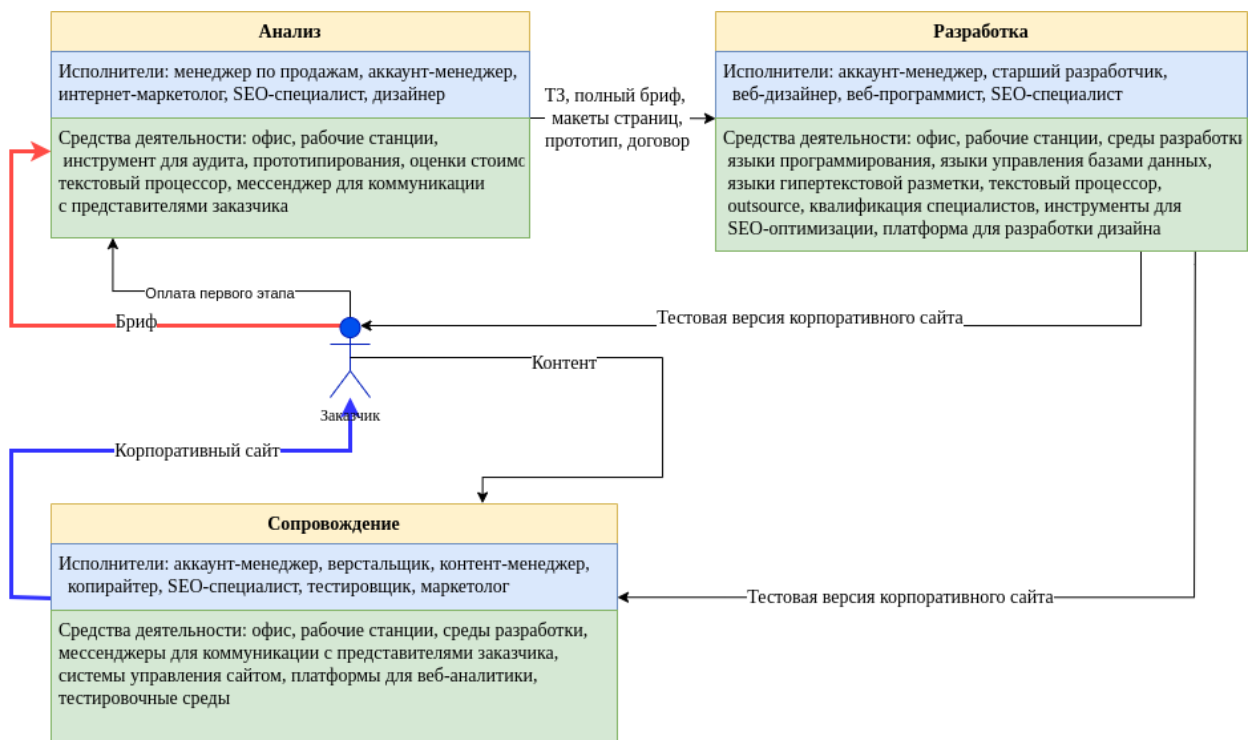 Анализ
Исполнители: менеджер по продажам, аккаунт-менеджер,
интернет-маркетолог, SEO-специалист, дизайнер
Средства деятельности: офис, рабочие станции,
инструмент для аудита, прототипирования, оценки стоимо
текстовый процессор, мессенджер для коммуникации
с представителями заказчика
ТЗ, полный бриф,
макеты страниц,
прототип, договор
Разработка
Исполнители: аккаунт-менеджер, старший разработчик,
веб-дизайнер, веб-программист, SEO-специалист
Средства деятельности: офис, рабочие станции, среды разработки
языки программирования, языки управления базами данных,
языки гипертекстовой разметки, текстовый процессор,
outsource, квалификация специалистов, инструменты для
SEO-оптимизации, платформа для разработки дизайна
Оплата первого этапа
Бриф
Тестовая версия корпоративного сайта
Контент
Заказчик
Корпоративный сайт
Сопровождение
Исполнители: аккаунт-менеджер, верстальщик, контент-менеджер,
копирайтер, SEO-специалист, тестировщик, маркетолог
Средства деятельности: офис, рабочие станции, среды разработки,
мессенджеры для коммуникации с представителями заказчика,
системы управления сайтом, платформы для веб-аналитики,
тестировочные среды
Тестовая версия корпоративного сайта